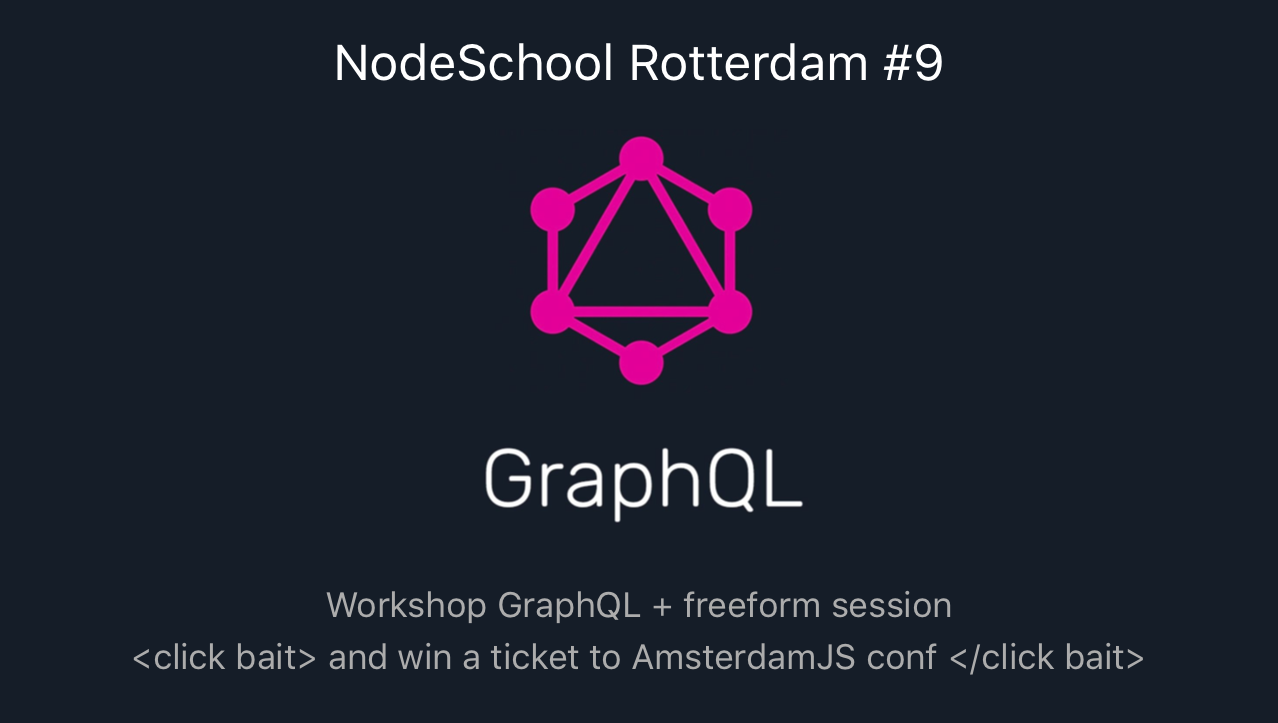 NodeSchool Rotterdam #9
GraphQL
Workshop GraphQL + freeform session
<click bait> and win a ticket to AmsterdamJS conf </click bait>